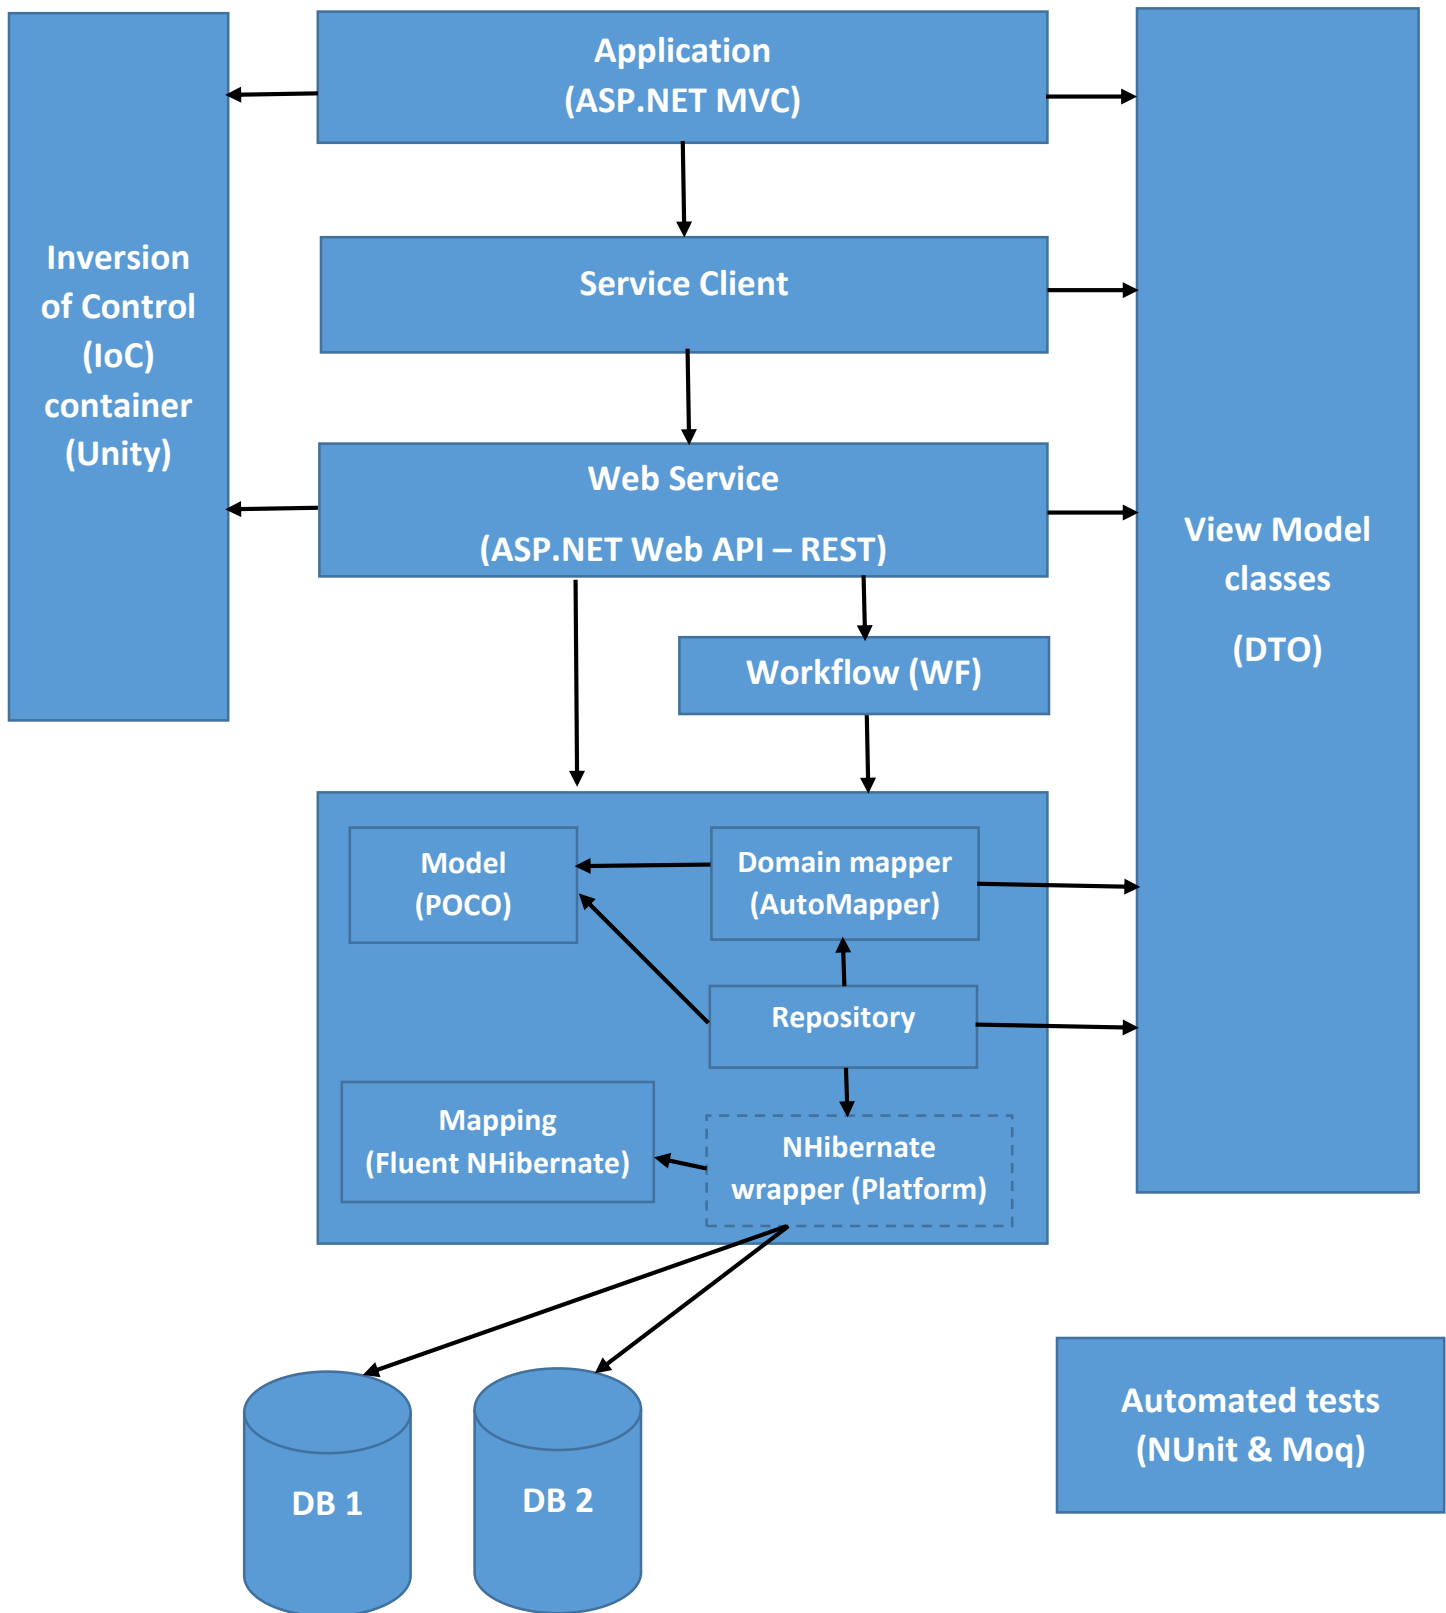 Application
(ASP.NET MVC)
Inversion
of Control
(IoC)
container
(Unity)
Service Client
Web Service
(ASP.NET Web API – REST)
View Model
classes
(DTO)
Workflow (WF)
Model
(POCO)
Domain mapper
(AutoMapper)
Repository
Mapping
(Fluent NHibernate)
NHibernate
wrapper (Platform)
DB 1
DB 2
Automated tests
(NUnit & Moq)